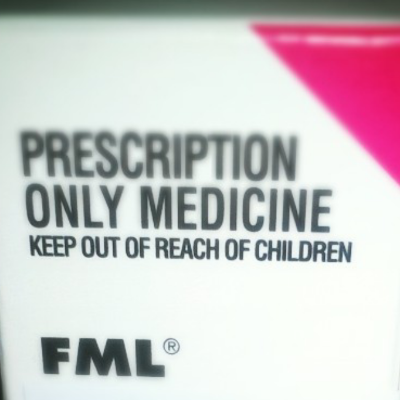 PRESCRIPTION
ONLY MEDICINE
KEEP OUT OF REACH OF CHILDREN
FML®